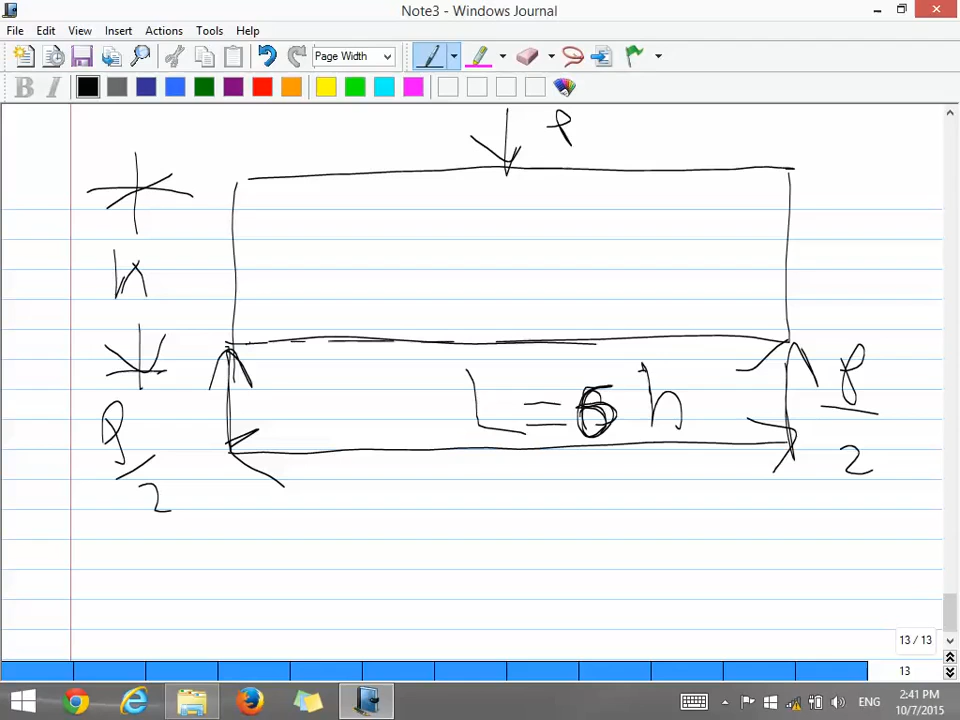 Note3 - Windows Journal
File Edit View Insert Actions Tools Help
Page Width
B I
P
h
L = 6 h
P/2
P/2
13 / 13
13
ENG
2:41 PM
10/7/2015